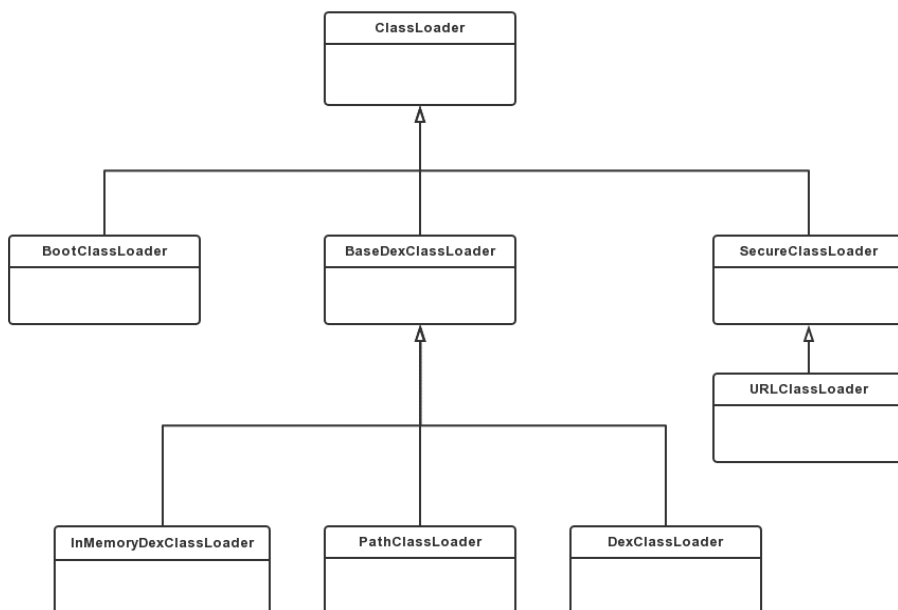 ClassLoader
BootClassLoader
BaseDexClassLoader
SecureClassLoader
URLClassLoader
InMemoryDexClassLoader
PathClassLoader
DexClassLoader